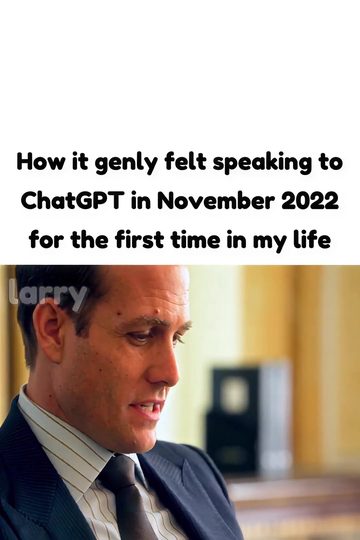 How it genly felt speaking to
ChatGPT in November 2022
for the first time in my life
larry